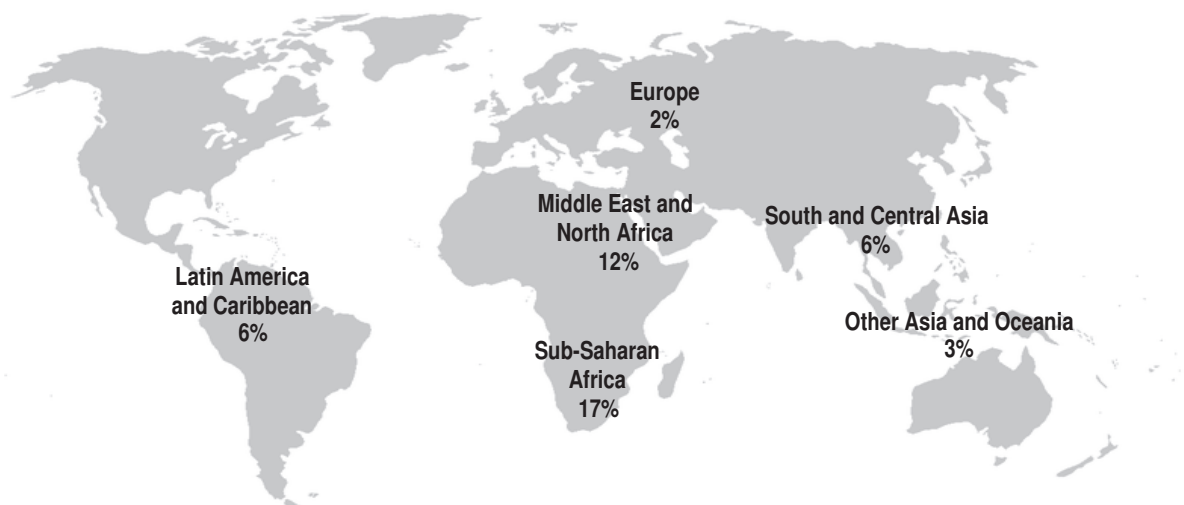 Europe
2%
Middle East and
North Africa
12%
South and Central Asia
6%
Latin America
and Caribbean
6%
Other Asia and Oceania
3%
Sub-Saharan
Africa
17%